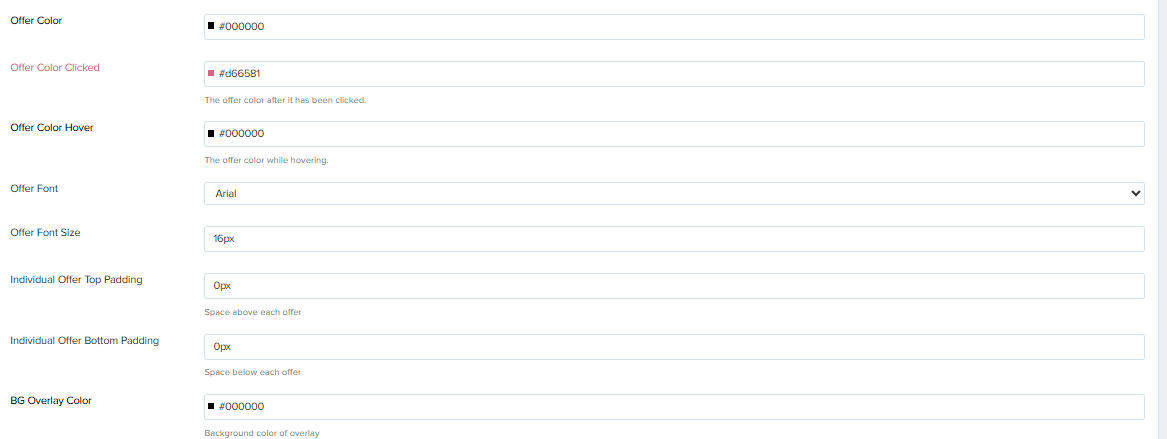 Offer Color
#000000
Offer Color Clicked
#d66581
The offer color after it has been clicked.
Offer Color Hover
#000000
The offer color while hovering.
Offer Font
Arial
Offer Font Size
16px
Individual Offer Top Padding
0px
Space above each offer
Individual Offer Bottom Padding
0px
Space below each offer
BG Overlay Color
#000000
Background color of overlay